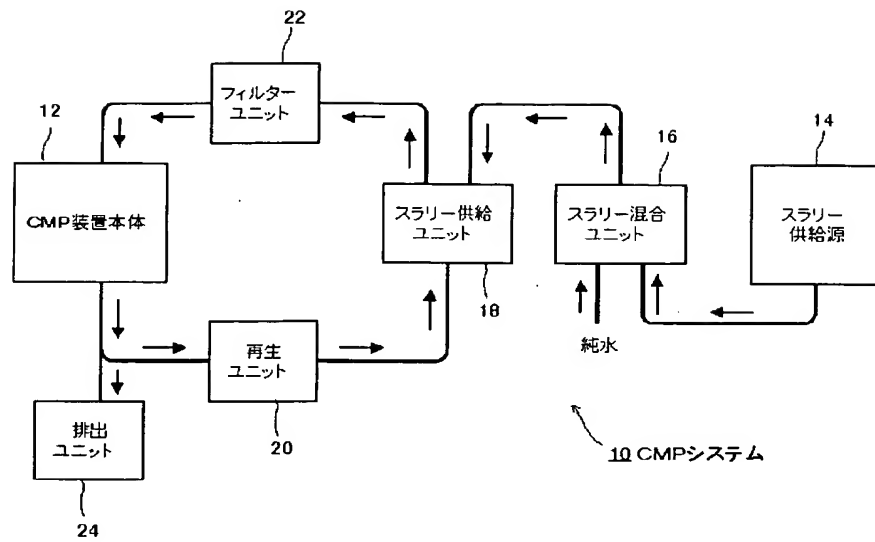 22
フィルター
ユニット
12
CMP装置本体
16
14
スラリー供給
ユニット
18
スラリー混合
ユニット
スラリー
供給源
純水
再生
ユニット
20
排出
ユニット
24
10 CMPシステム